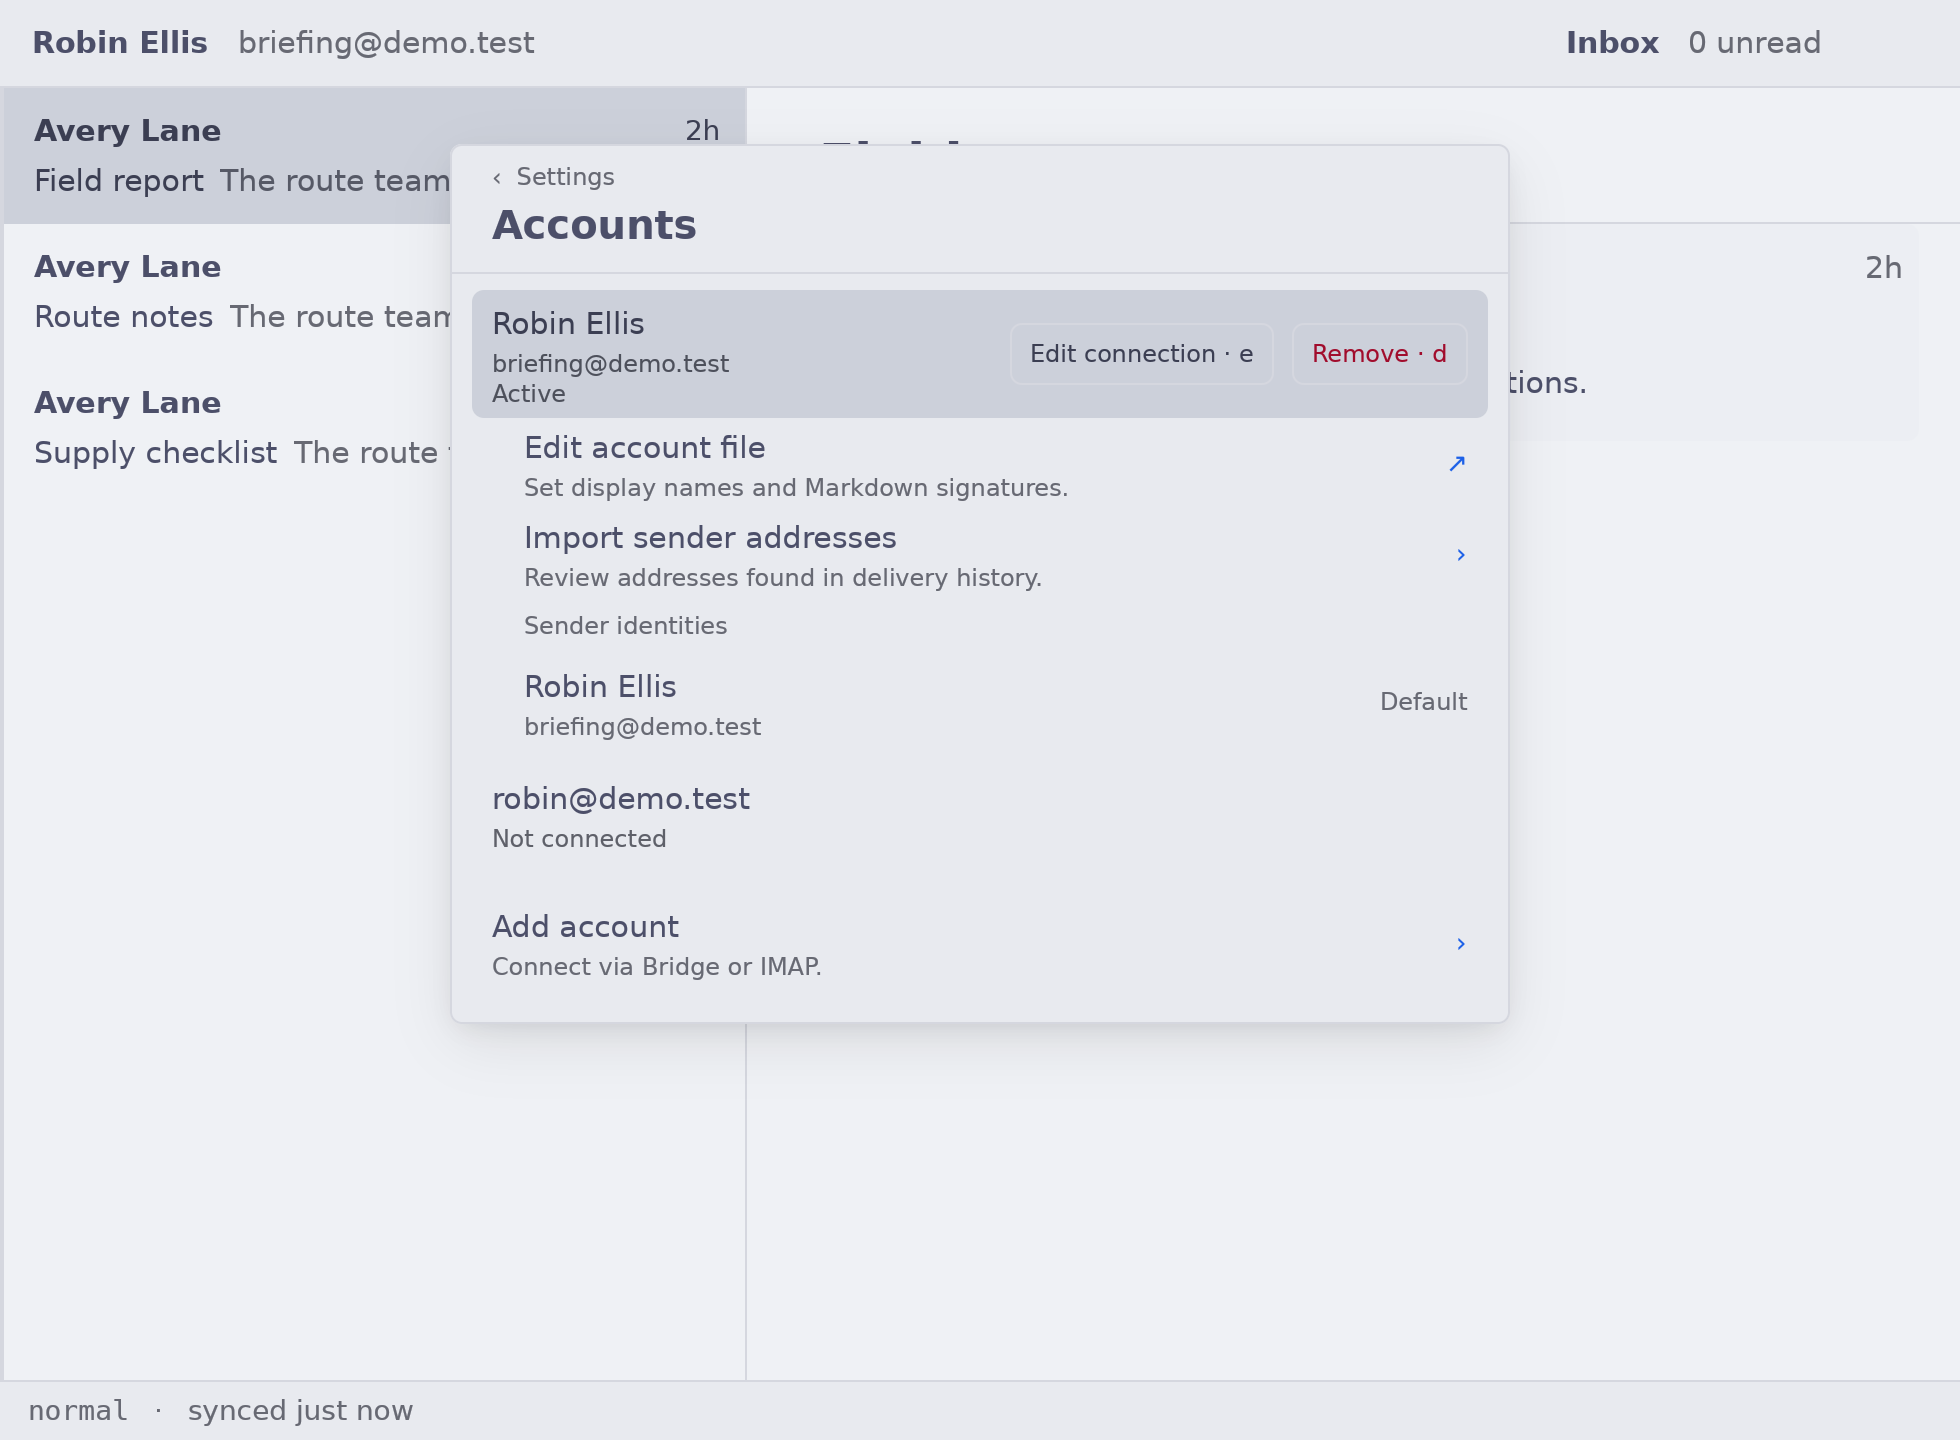 Robin Ellis briefing@demo.test
Inbox 0 unread
Avery Lane 2h
Field report The route team
Avery Lane
Route notes The route team
Avery Lane
Supply checklist The route
‹ Settings
Accounts
Robin Ellis
briefing@demo.test
Active
Edit connection · e
Remove · d
Edit account file
Set display names and Markdown signatures.
↗
Import sender addresses
Review addresses found in delivery history.
›
Sender identities
Robin Ellis
briefing@demo.test
Default
robin@demo.test
Not connected
Add account
Connect via Bridge or IMAP.
›
2h
tions.
normal · synced just now